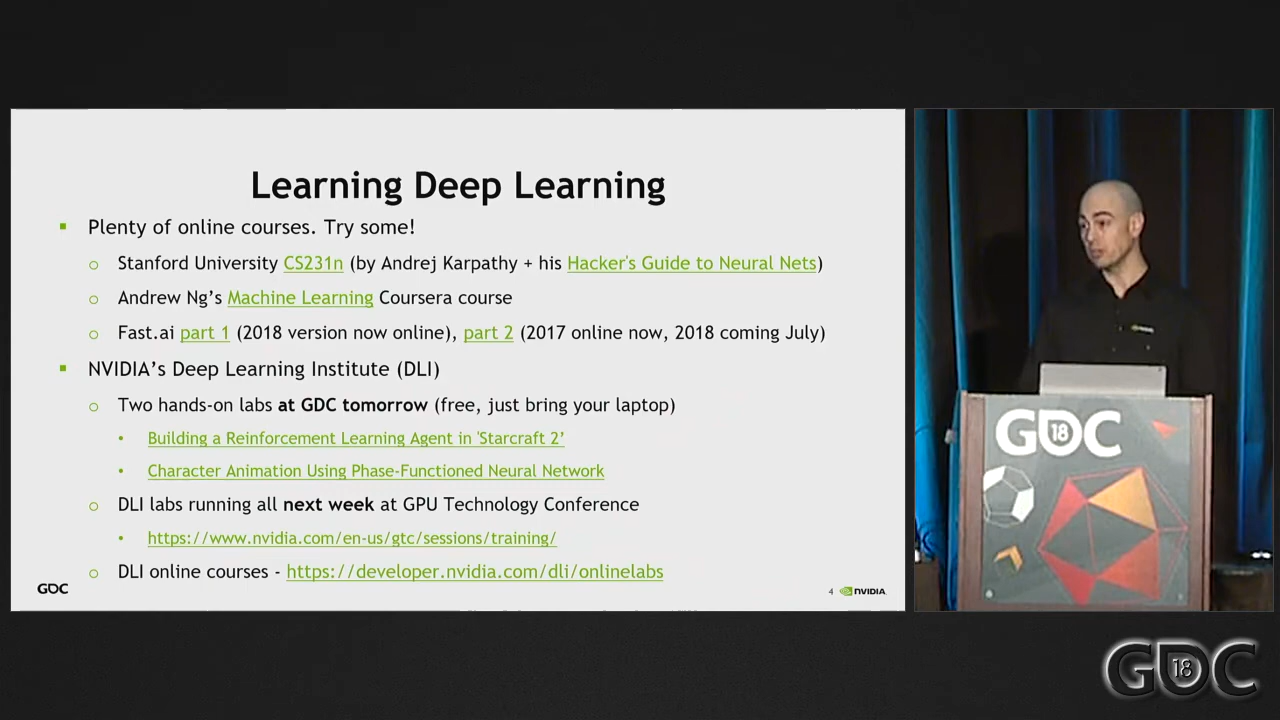 Learning Deep Learning
▪ Plenty of online courses. Try some!
o Stanford University CS231n (by Andrej Karpathy + his Hacker's Guide to Neural Nets)
o Andrew Ng’s Machine Learning Coursera course
o Fast.ai part 1 (2018 version now online), part 2 (2017 online now, 2018 coming July)
▪ NVIDIA’s Deep Learning Institute (DLI)
o Two hands-on labs at GDC tomorrow (free, just bring your laptop)
• Building a Reinforcement Learning Agent in 'Starcraft 2’
• Character Animation Using Phase-Functioned Neural Network
o DLI labs running all next week at GPU Technology Conference
• https://www.nvidia.com/en-us/gtc/sessions/training/
o DLI online courses - https://developer.nvidia.com/dli/onlinelabs
GDC
4 NVIDIA.
GDC 18
GDC 18